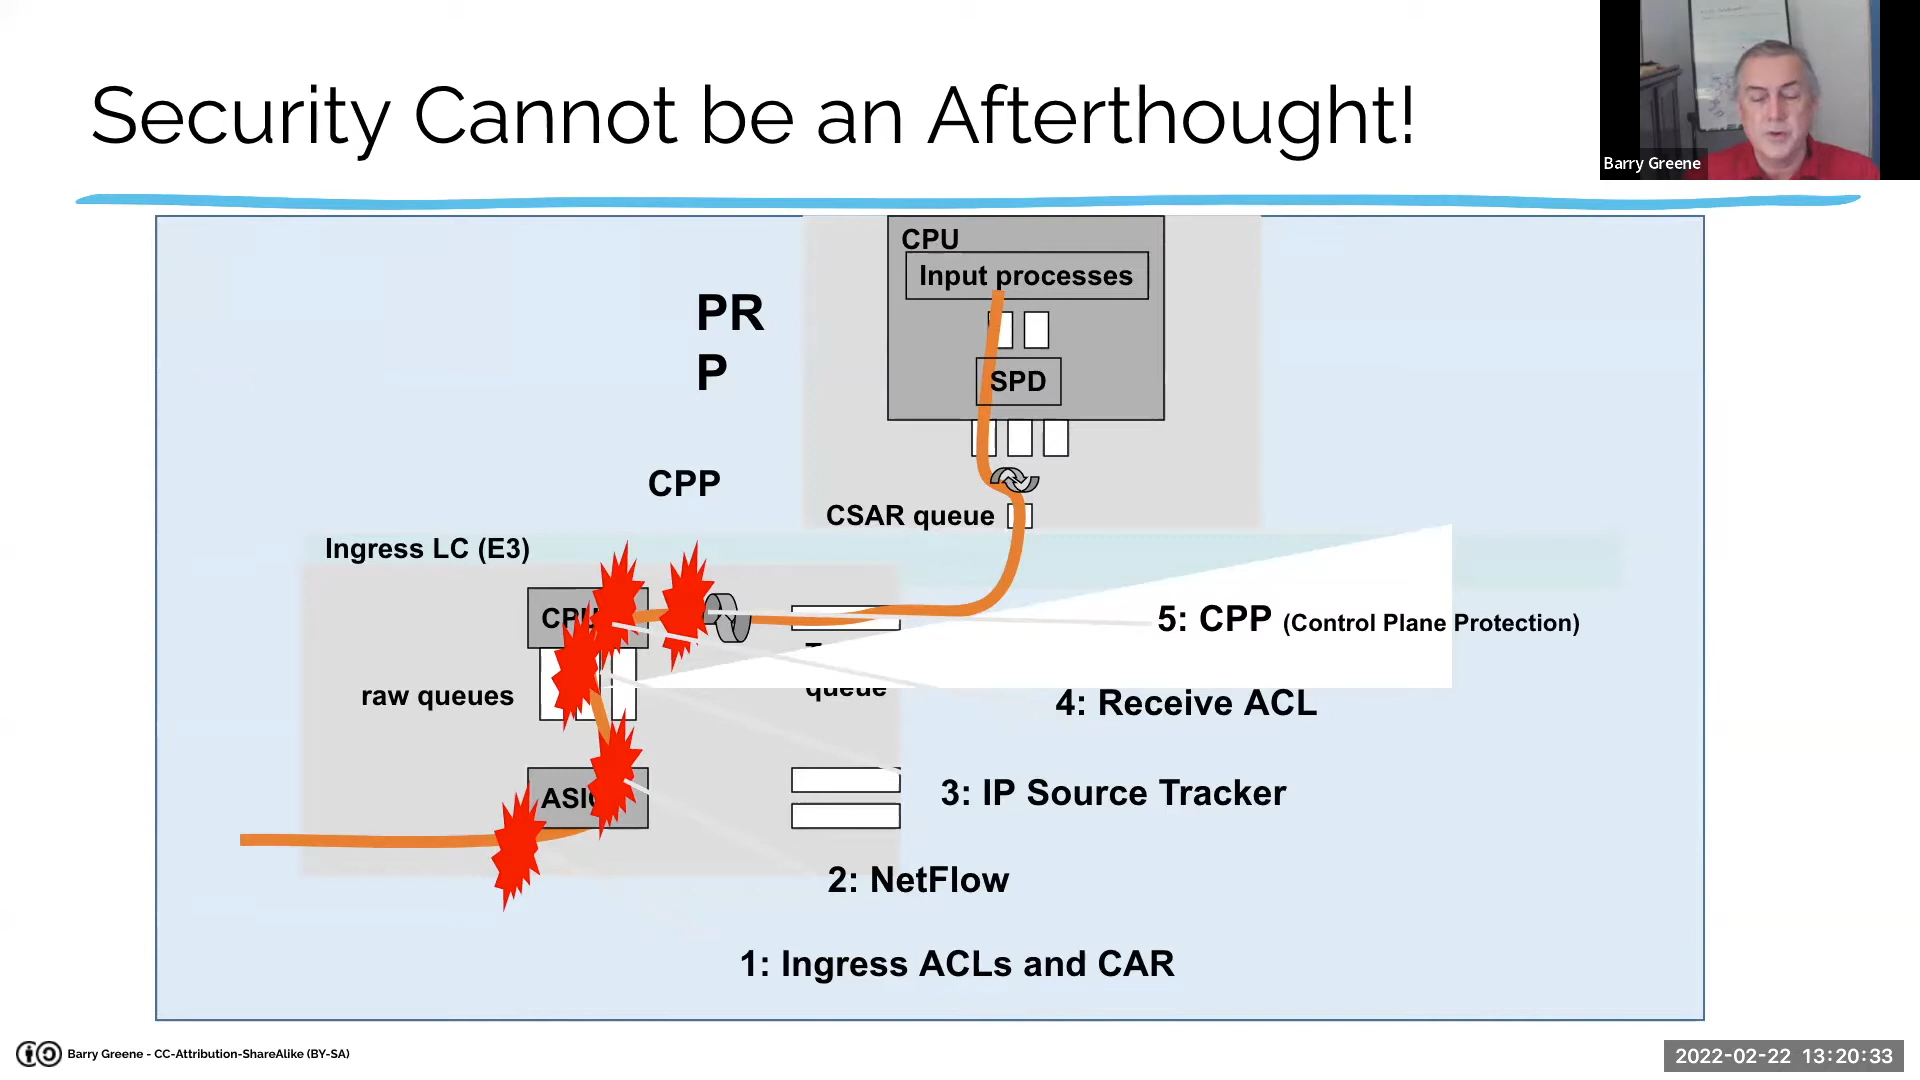 Security Cannot be an Afterthought!
Barry Greene
CPU
Input processes
PR
P
SPD
CPP
CSAR queue
Ingress LC (E3)
CPU
5: CPP (Control Plane Protection)
raw queues
queue
4: Receive ACL
3: IP Source Tracker
2: NetFlow
1: Ingress ACLs and CAR
Barry Greene - CC-Attribution-ShareAlike (BY-SA)
2022-02-22 13:20:33